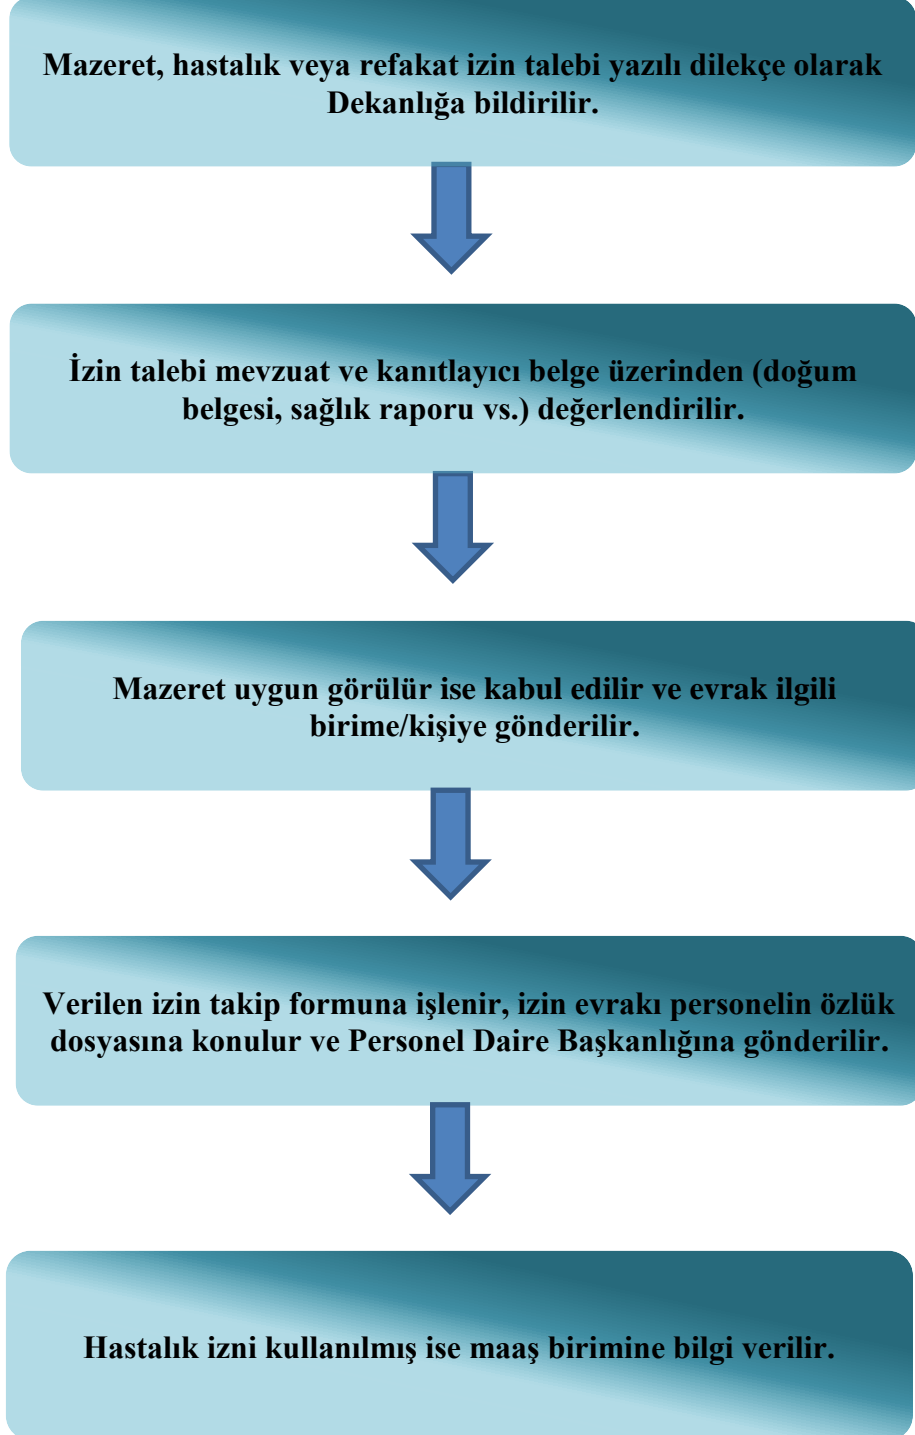 Mazeret, hastalık veya refakat izin talebi yazılı dilekçe olarak
Dekanlığa bildirilir.
İzin talebi mevzuat ve kanıtlayıcı belge üzerinden (doğum
belgesi, sağlık raporu vs.) değerlendirilir.
Mazeret uygun görülür ise kabul edilir ve evrak ilgili
birime/kişiye gönderilir.
Verilen izin takip formuna işlenir, izin evrakı personelin özlük
dosyasına konulur ve Personel Daire Başkanlığına gönderilir.
Hastalık izni kullanılmış ise maaş birimine bilgi verilir.